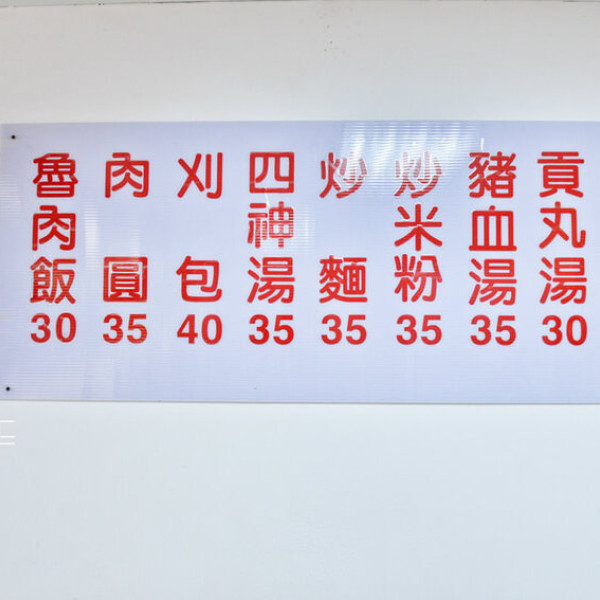 魯肉飯 30
肉圓 35
刈包 40
四神湯 35
炒麵 35
炒米粉 35
豬血湯 35
貢丸湯 30